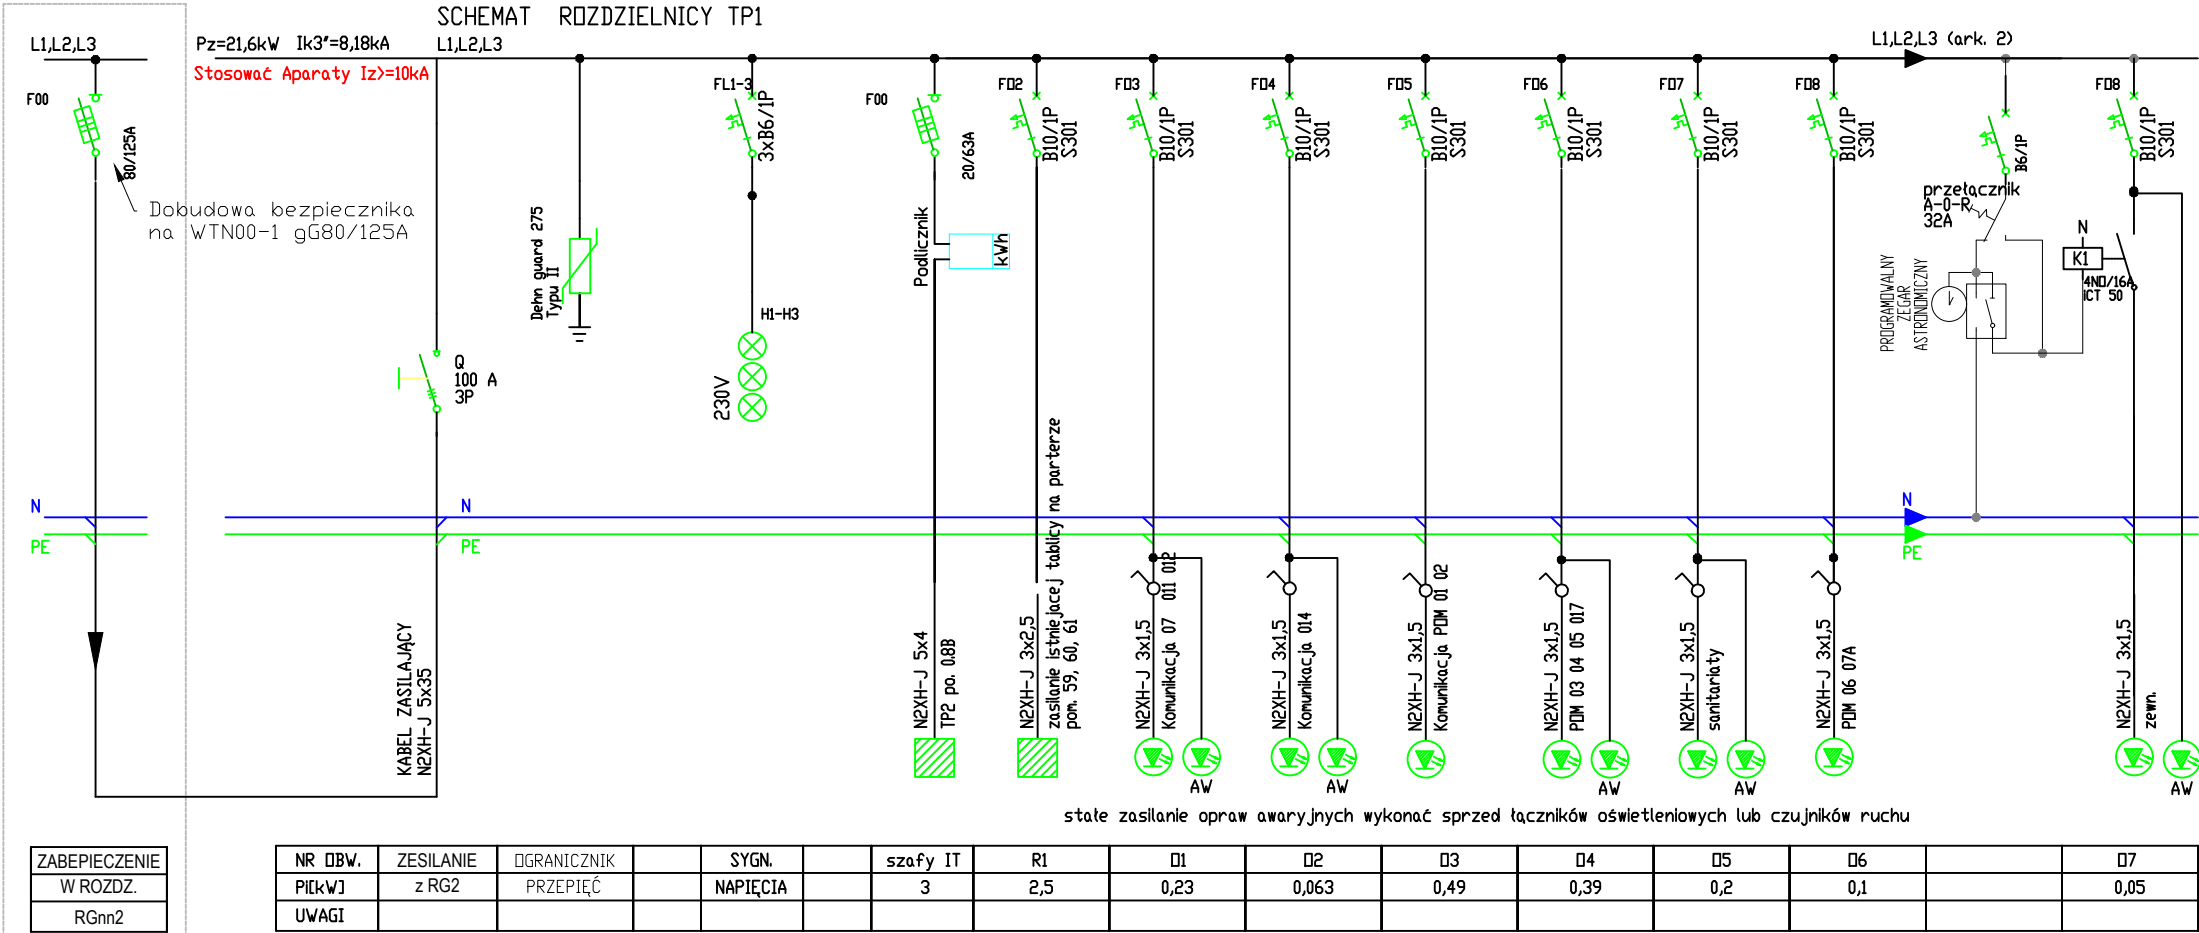 SCHEMAT ROZDZIELNICY TP1
L1,L2,L3
Pz=21,6kW Ik3"=8,18kA
L1,L2,L3
L1,L2,L3 (ark. 2)
Stosować Aparaty Iz>=10kA
F00
80/125A
Dobudowa bezpiecznika
na WTN00-1 gG80/125A
Q
100 A
3P
Dehn guard 275
Typu II
FL1-3
3xB6/1P
H1-H3
230V
F00
20/63A
Podlicznik
kWh
FO2
B10/1P
S301
FO3
B10/1P
S301
FO4
B10/1P
S301
FO5
B10/1P
S301
FO6
B10/1P
S301
FO7
B10/1P
S301
FO8
B10/1P
S301
B6/1P
przełącznik
A-0-R
32A
PROGRAMOWALNY
ZEGAR
ASTRONOMICZNY
FO8
B10/1P
S301
N
K1
4NO/16A
ICT 50
N
N
N
PE
PE
PE
KABEL ZASILAJĄCY
N2XH-J 5x35
N2XH-J 5x4
TP2 po. 0.8B
N2XH-J 3x2,5
zasilanie istniejacej tablicy na parterze
pom. 59, 60, 61
N2XH-J 3x1,5
Komunikacja 07 011 012
AW
N2XH-J 3x1,5
Komunikacja 014
AW
N2XH-J 3x1,5
Komunikacja POM 01 02
N2XH-J 3x1,5
POM 03 04 05 017
AW
N2XH-J 3x1,5
sanitariaty
AW
N2XH-J 3x1,5
POM 06 07A
N2XH-J 3x1,5
zewn.
AW
stałe zasilanie opraw awaryjnych wykonać sprzed łączników oświetleniowych lub czujników ruchu
ZABEPIECZENIE
W ROZDZ.
RGnn2
NR OBW. ZESILANIE OGRANICZNIK SYGN. szafy IT R1 O1 O2 O3 O4 O5 O6 O7
Pi[kW] z RG2 PRZEPIĘĆ NAPIĘCIA 3 2,5 0,23 0,063 0,49 0,39 0,2 0,1 0,05
UWAGI